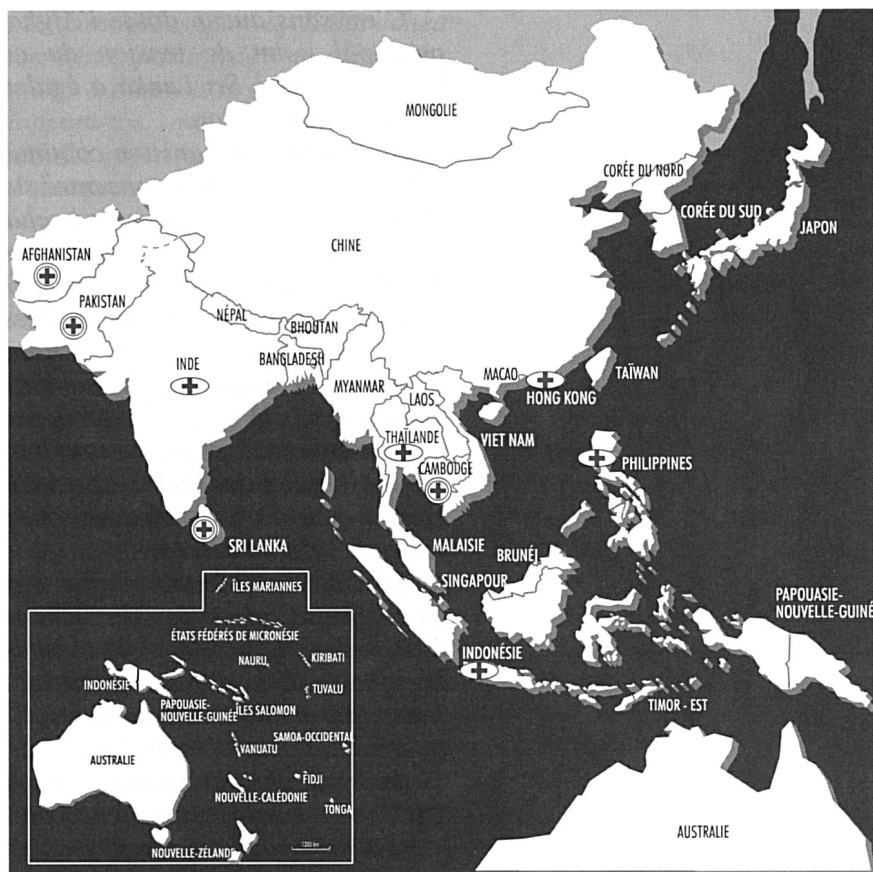 MONGOLIE
CORÉE DU NORD
CORÉE DU SUD
JAPON
CHINE
AFGHANISTAN
PAKISTAN
NÉPAL
BHOUTAN
INDE
BANGLADESH
MYANMAR
MACAO
HONG KONG
TAÏWAN
LAOS
THAÏLANDE
VIET NAM
CAMBODGE
PHILIPPINES
SRI LANKA
MALAISIE
BRUNÉI
SINGAPOUR
INDONÉSIE
PAPOUASIE-
NOUVELLE-GUINÉE
TIMOR - EST
AUSTRALIE
ÎLES MARIANNES
ÉTATS FÉDÉRÉS DE MICRONÉSIE
NAURU
KIRIBATI
INDONÉSIE
TUVALU
PAPOUASIE-
NOUVELLE-GUINÉE
ÎLES SALOMON
SAMOA-OCCIDENTAL
VANUATU
AUSTRALIE
FIDJI
NOUVELLE-CALÉDONIE
TONGA
NOUVELLE-ZÉLANDE
1200 km